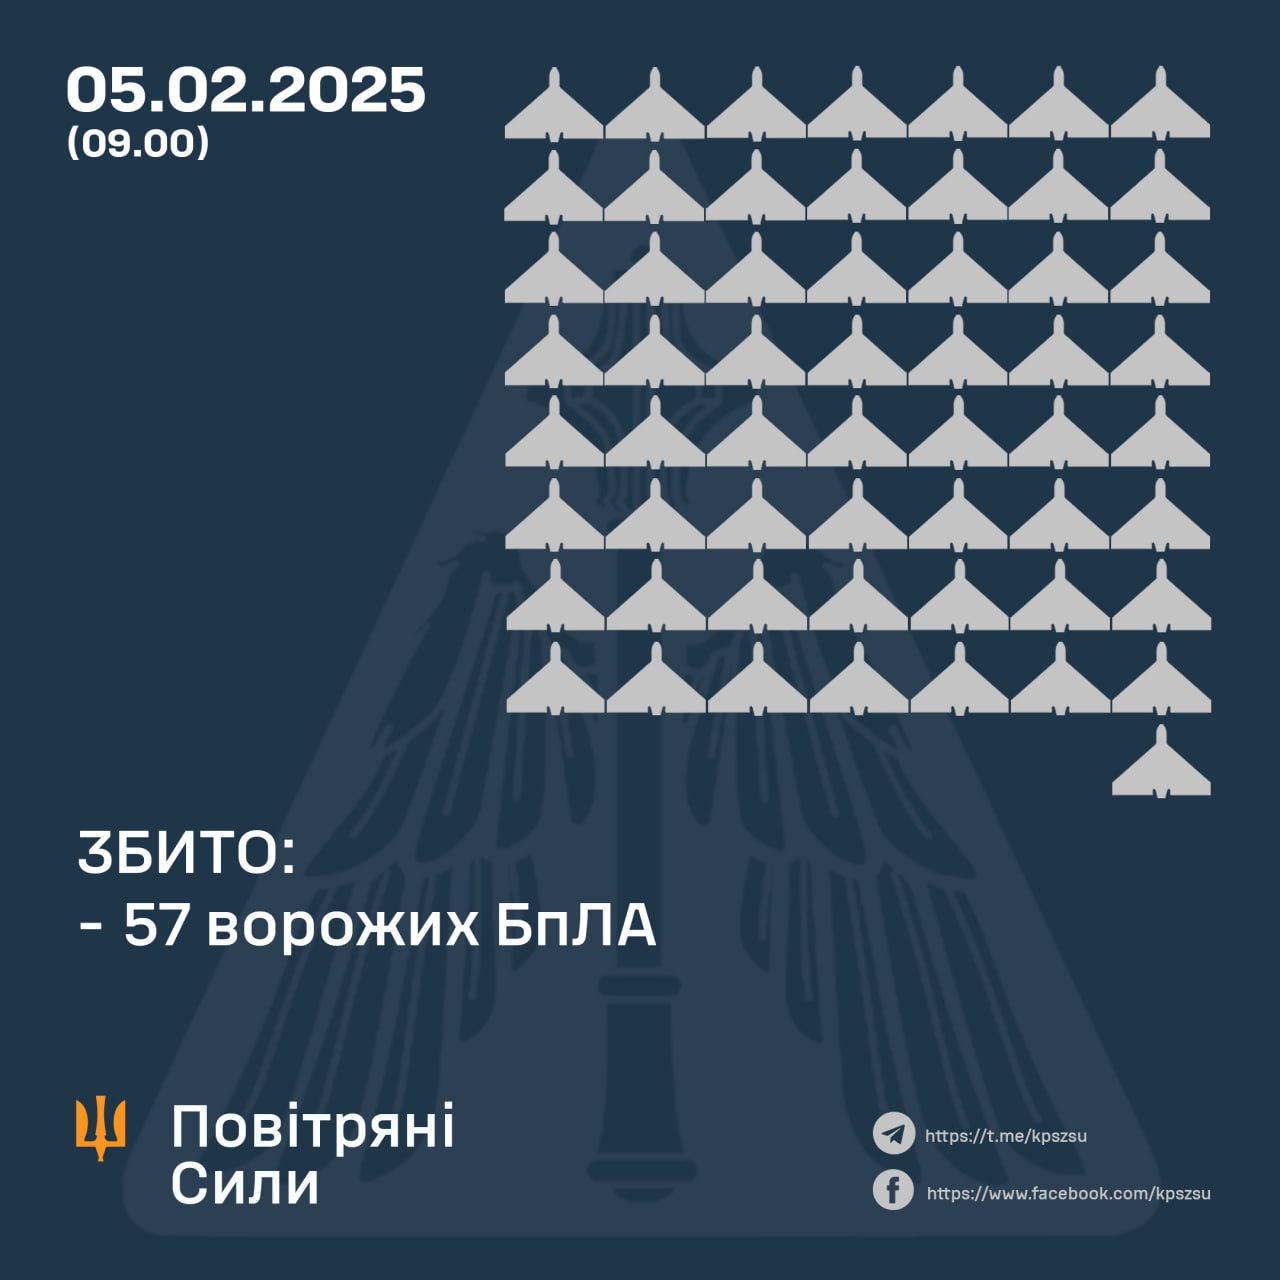 05.02.2025
(09.00)
ЗБИТО:
- 57 ворожих БпЛА
Повітряні
Сили
https://t.me/kpszsu
https://www.facebook.com/kpszsu